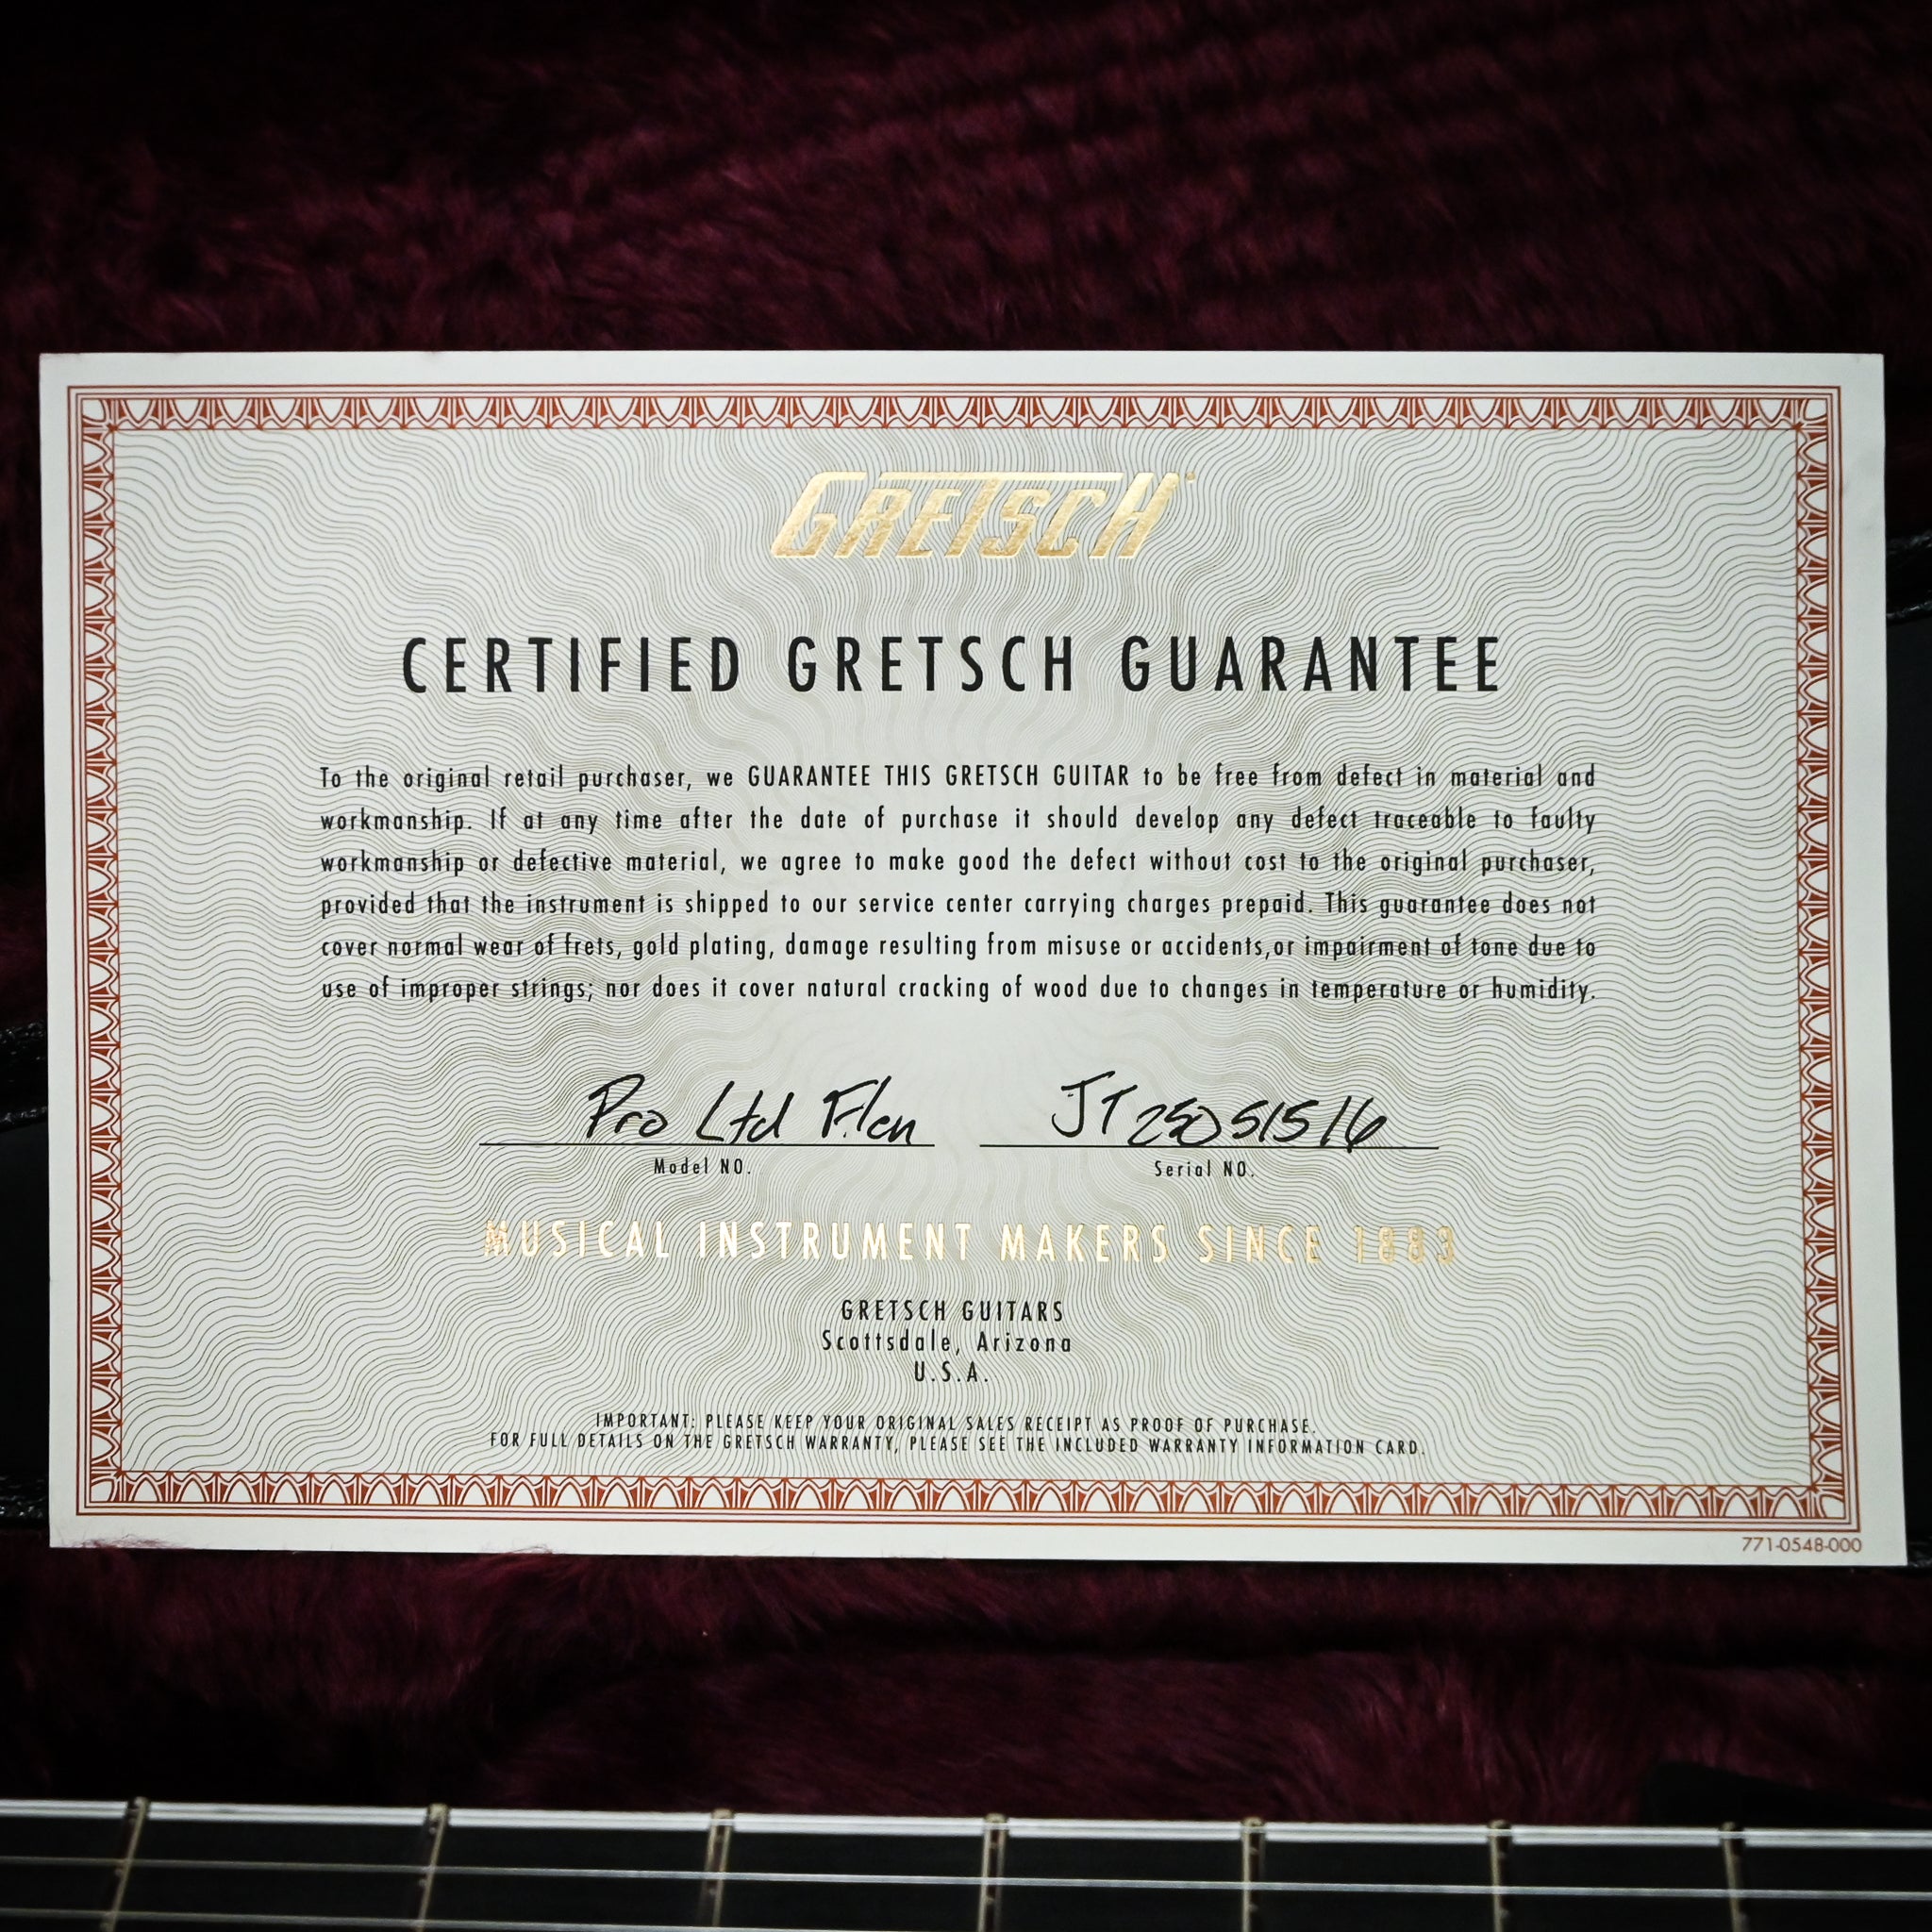 GRETSCH
CERTIFIED GRETSCH GUARANTEE
To the original retail purchaser, we GUARANTEE THIS GRETSCH GUITAR to be free from defect in material and
workmanship. If at any time after the date of purchase it should develop any defect traceable to faulty
workmanship or defective material, we agree to make good the defect without cost to the original purchaser,
provided that the instrument is shipped to our service center carrying charges prepaid. This guarantee does not
cover normal wear of frets, gold plating, damage resulting from misuse or accidents,or impairment of tone due to
use of improper strings; nor does it cover natural cracking of wood due to changes in temperature or humidity.
Pro Ltd JT25051516
Model NO. Serial NO.
MUSICAL INSTRUMENT MAKERS SINCE 1883
GRETSCH GUITARS
Scottsdale, Arizona
U.S.A.
IMPORTANT: PLEASE KEEP YOUR ORIGINAL SALES RECEIPT AS PROOF OF PURCHASE.
FOR FULL DETAILS ON THE GRETSCH WARRANTY, PLEASE SEE THE INCLUDED WARRANTY INFORMATION CARD.
771-0548-000